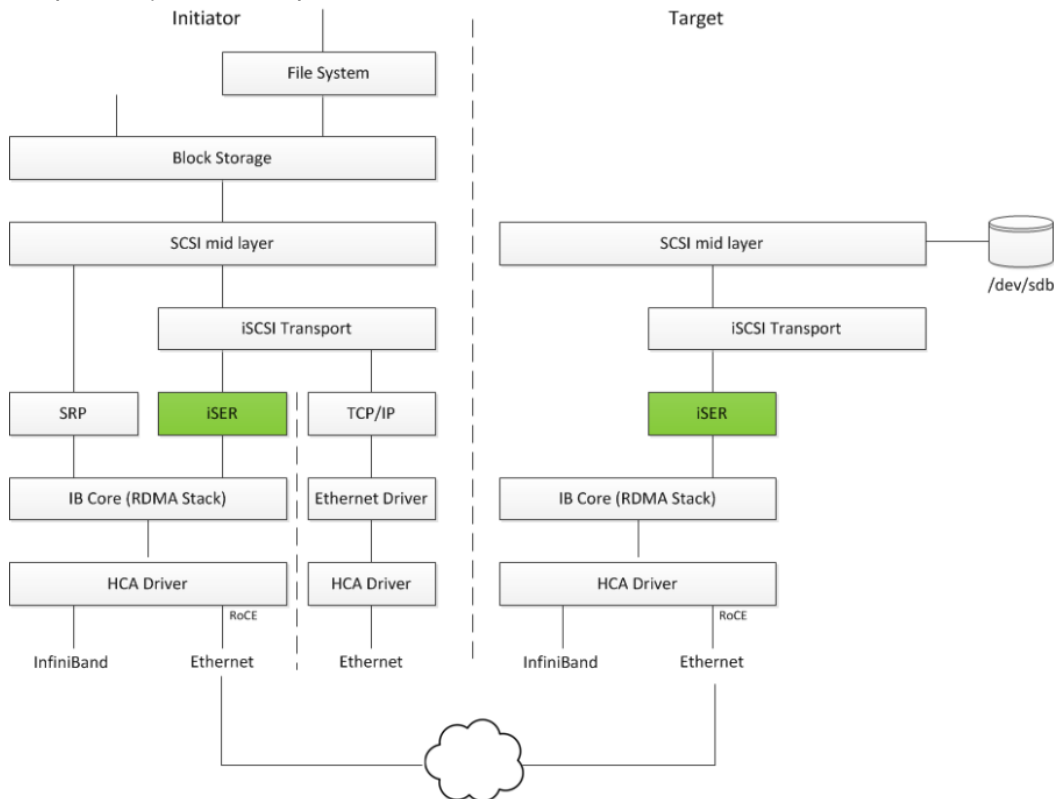 Initiator
Target
File System
Block Storage
SCSI mid layer
SCSI mid layer
/dev/sdb
iSCSI Transport
iSCSI Transport
SRP
iSER
TCP/IP
iSER
IB Core (RDMA Stack)
Ethernet Driver
IB Core (RDMA Stack)
HCA Driver
HCA Driver
HCA Driver
RoCE
RoCE
InfiniBand
Ethernet
Ethernet
InfiniBand
Ethernet